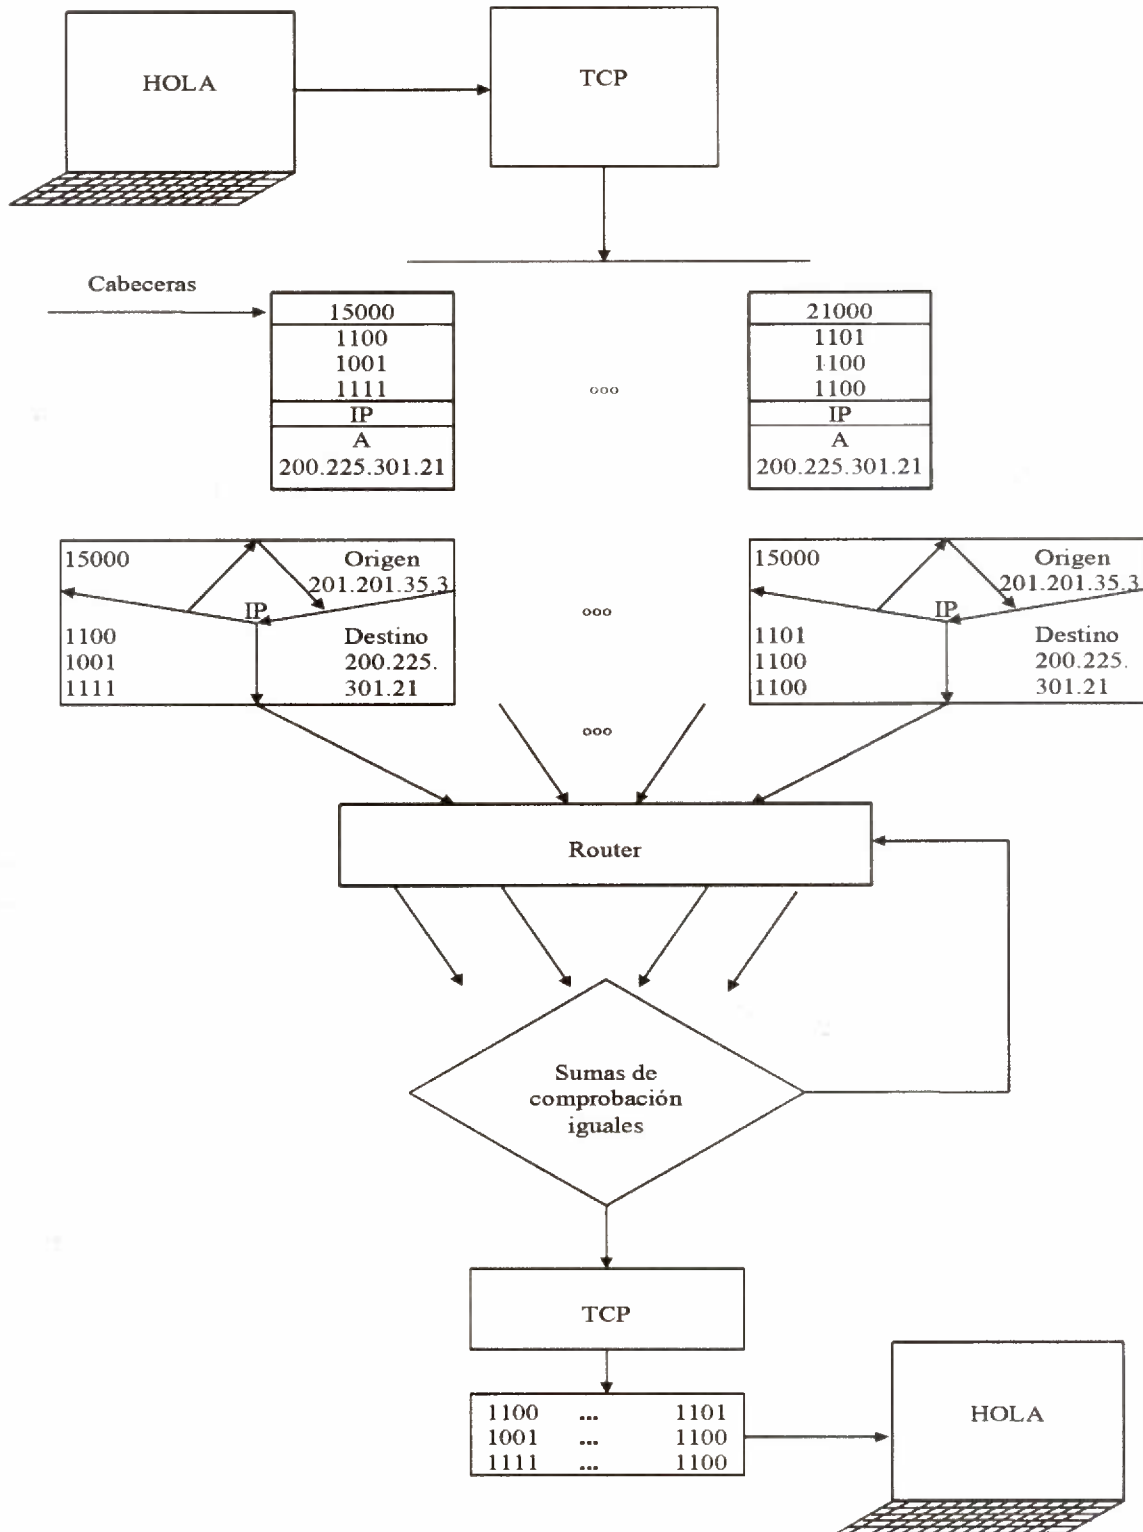 HOLA
TCP
Cabeceras
15000
1100
1001
1111
IP
A
200.225.301.21
ooo
21000
1101
1100
1100
IP
A
200.225.301.21
15000
Origen
201.201.35.3
IP
1100
1001
1111
Destino
200.225.
301.21
ooo
15000
Origen
201.201.35.3
IP
1101
1100
1100
Destino
200.225.
301.21
ooo
Router
Sumas de
comprobación
iguales
TCP
1100 ... 1101
1001 ... 1100
1111 ... 1100
HOLA